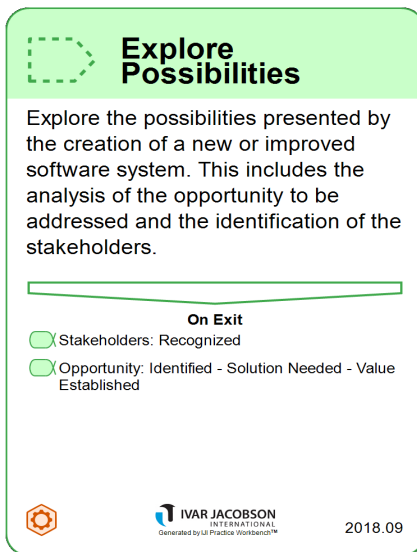 Explore
Possibilities
Explore the possibilities presented by
the creation of a new or improved
software system. This includes the
analysis of the opportunity to be
addressed and the identification of the
stakeholders.
On Exit
Stakeholders: Recognized
Opportunity: Identified - Solution Needed - Value
Established
IVAR JACOBSON
INTERNATIONAL
Generated by IJI Practice Workbench™
2018.09